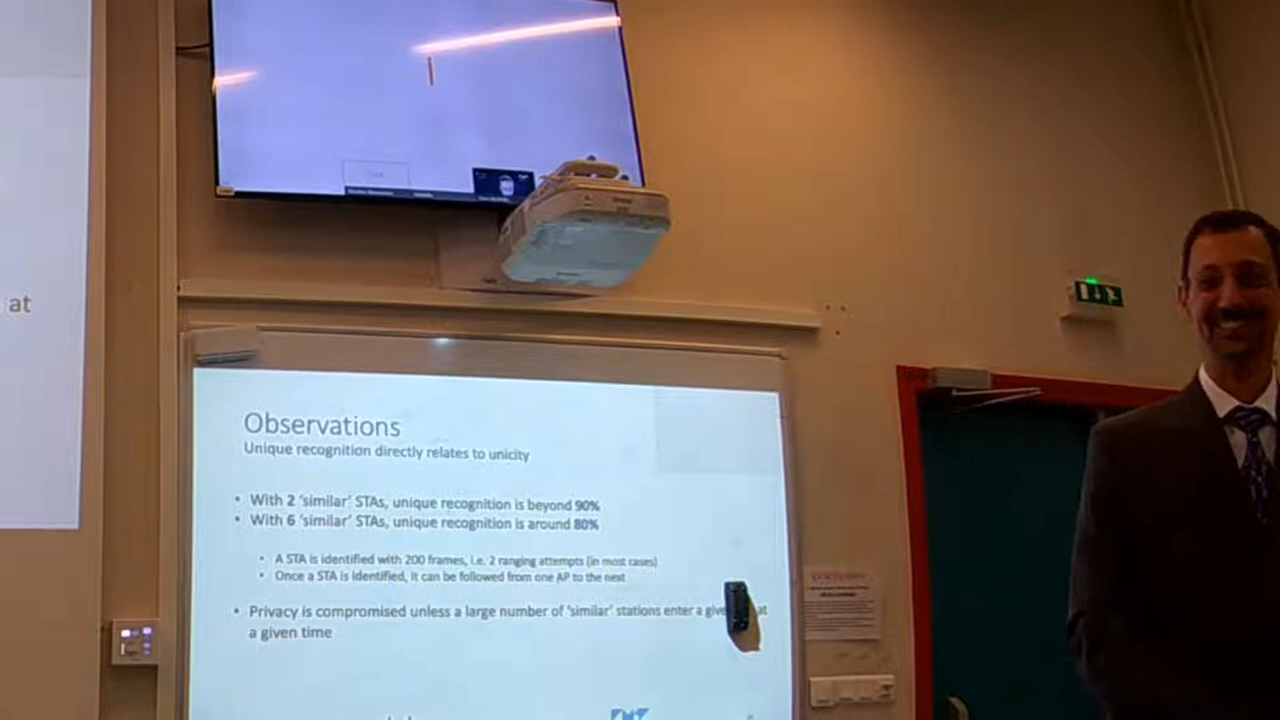 at
Observations
Unique recognition directly relates to unicity
• With 2 'similar' STAs, unique recognition is beyond 90%
• With 6 'similar' STAs, unique recognition is around 80%
• A STA is identified with 200 frames, i.e. 2 ranging attempts (in most cases)
• Once a STA is identified, it can be followed from one AP to the next
• Privacy is compromised unless a large number of 'similar' stations enter a give at
a given time